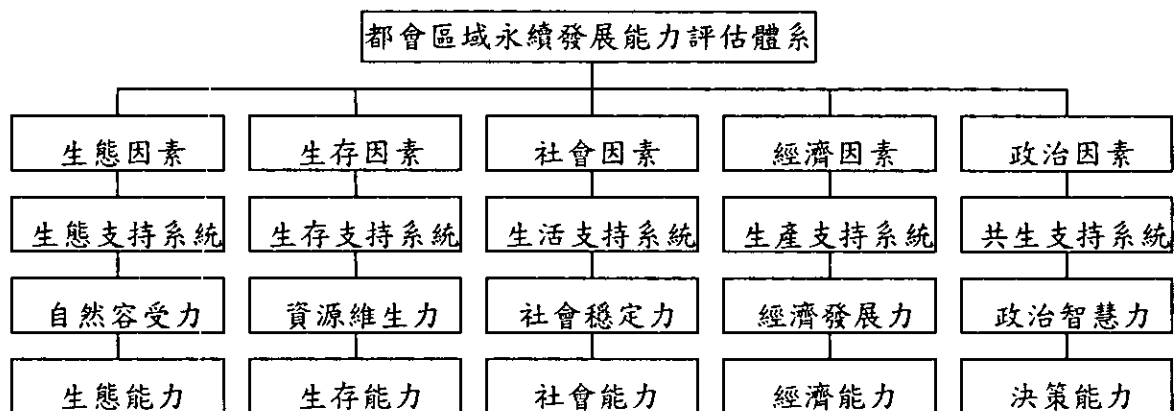 都會區域永續發展能力評估體系
生態因素 生存因素 社會因素 經濟因素 政治因素
生態支持系統 生存支持系統 生活支持系統 生產支持系統 共生支持系統
自然容受力 資源維生力 社會穩定力 經濟發展力 政治智慧力
生態能力 生存能力 社會能力 經濟能力 決策能力